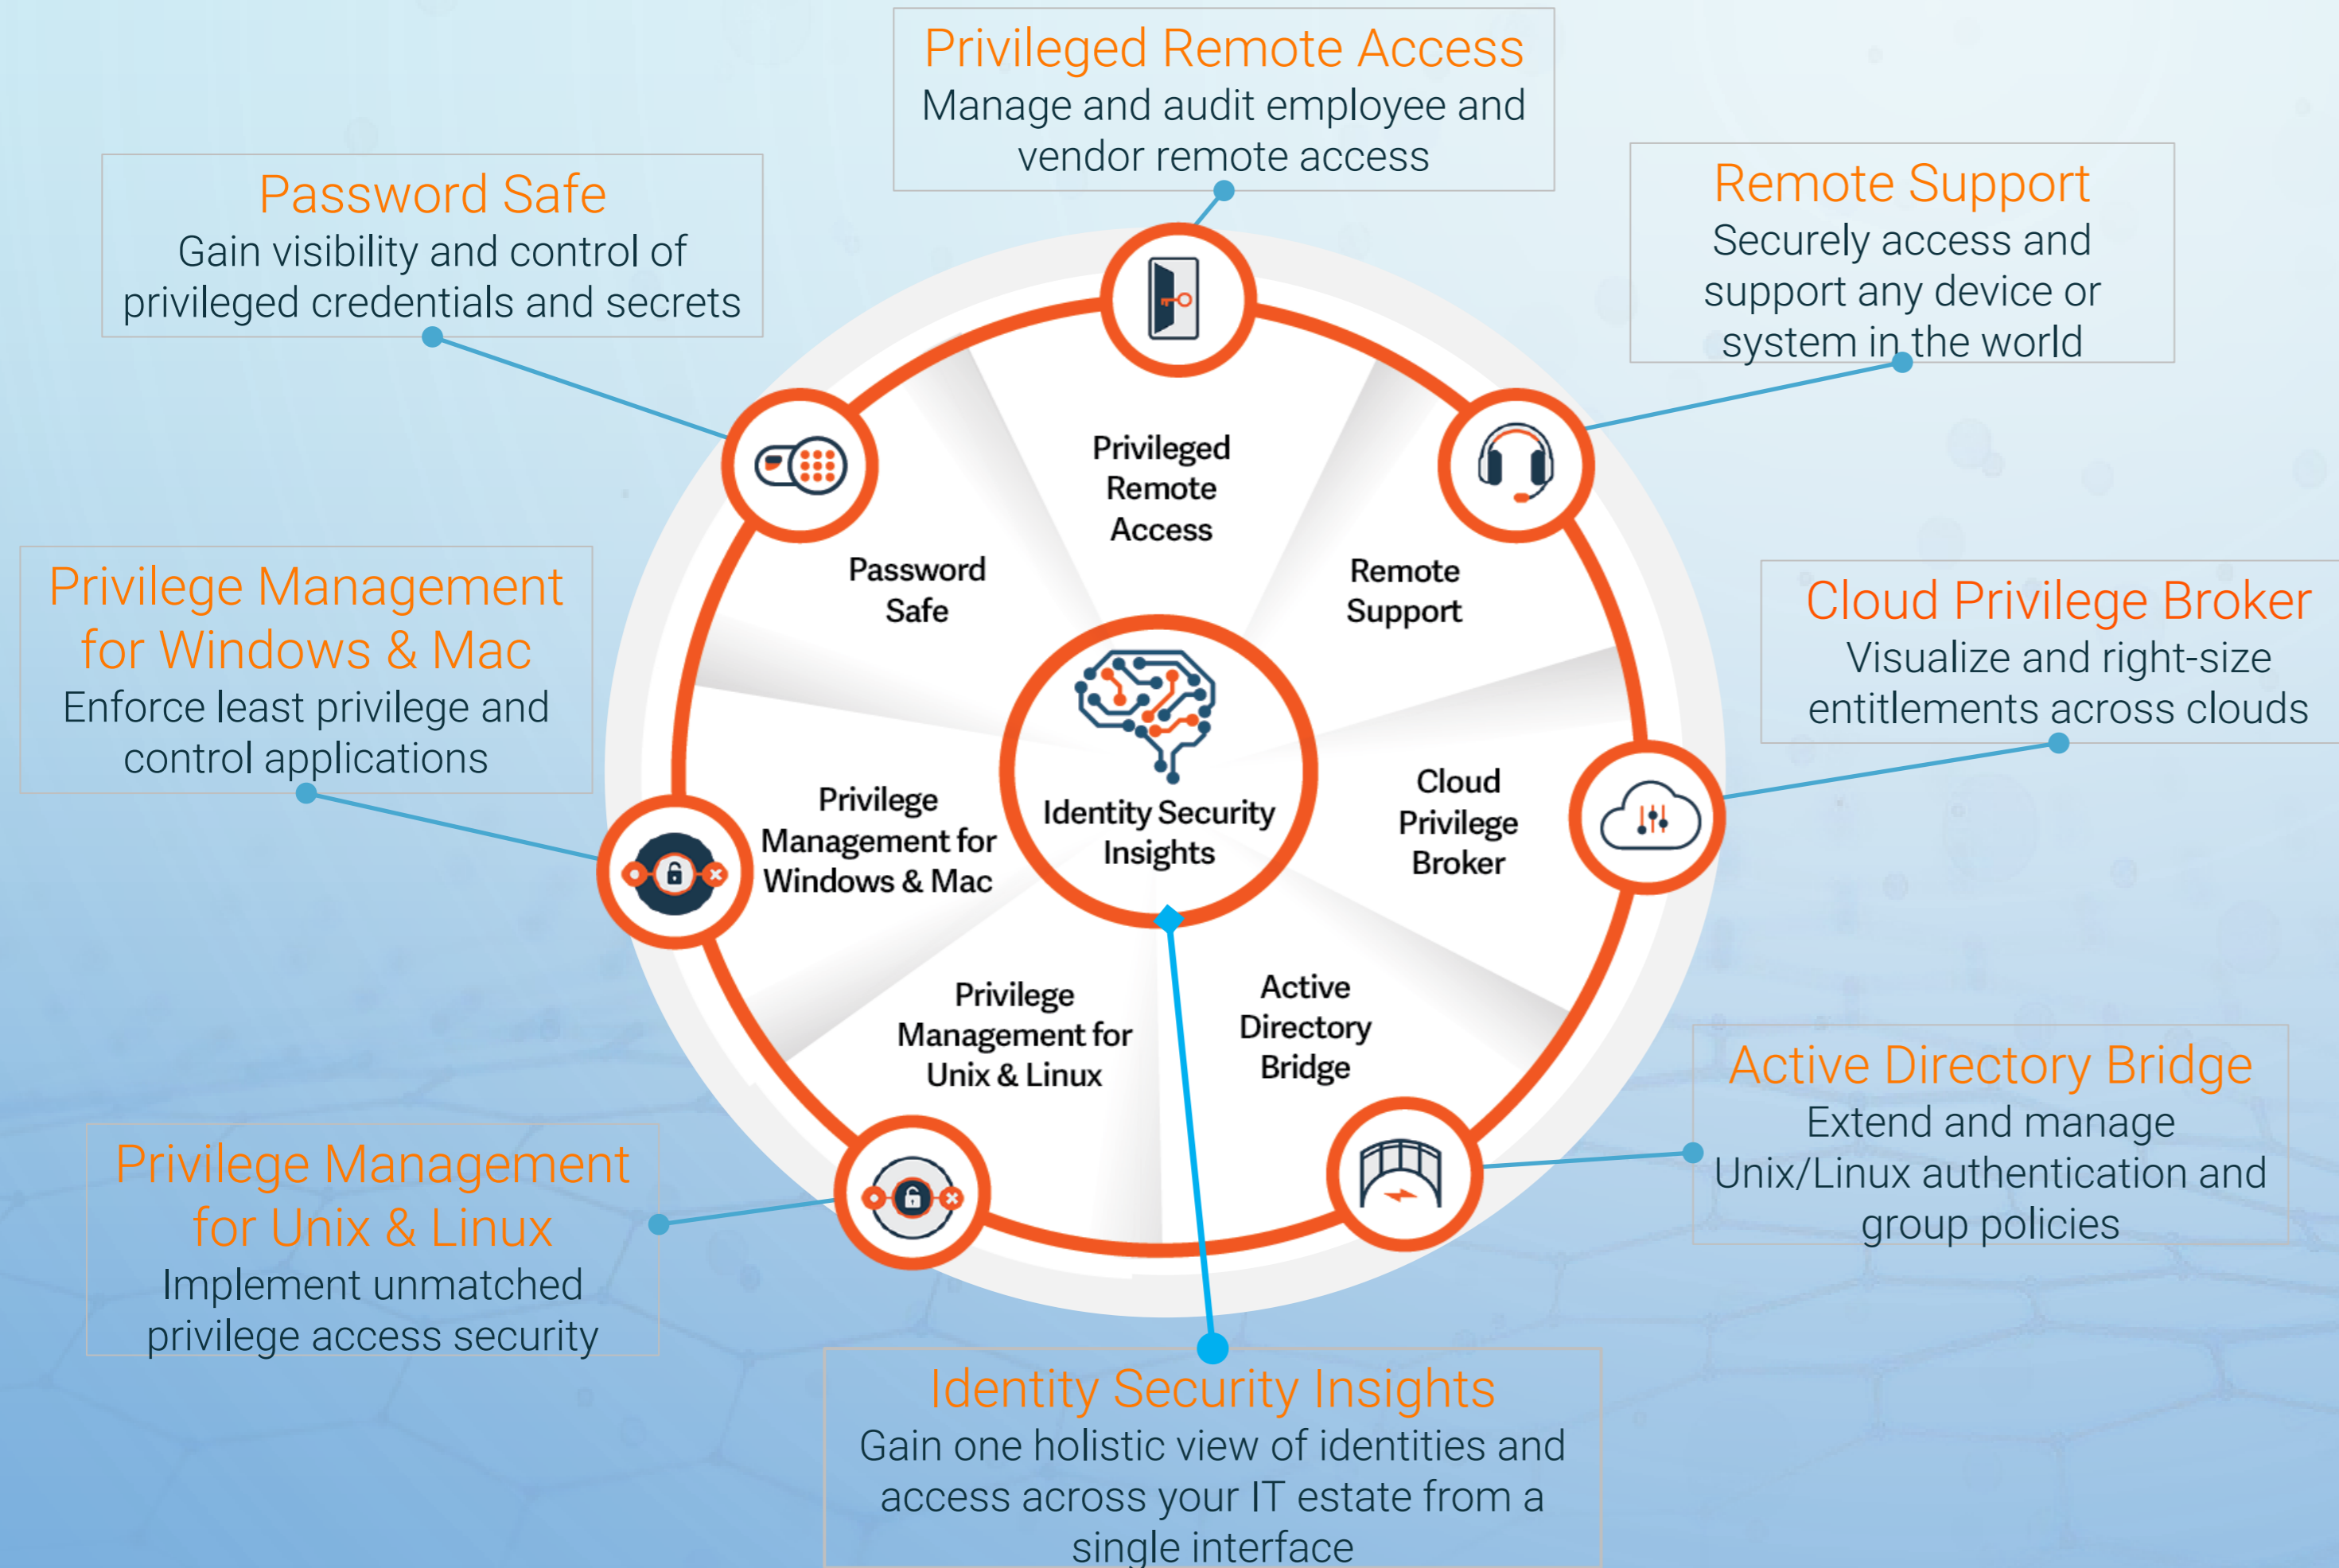 Privileged Remote Access
Manage and audit employee and
vendor remote access
Password Safe
Gain visibility and control of
privileged credentials and secrets
Remote Support
Securely access and
support any device or
system in the world
Privilege Management
for Windows & Mac
Enforce least privilege and
control applications
Cloud Privilege Broker
Visualize and right-size
entitlements across clouds
Privileged
Remote
Access
Password
Safe
Remote
Support
Privilege
Management for
Windows & Mac
Identity Security
Insights
Cloud
Privilege
Broker
Privilege
Management for
Unix & Linux
Active
Directory
Bridge
Privilege Management
for Unix & Linux
Implement unmatched
privilege access security
Active Directory Bridge
Extend and manage
Unix/Linux authentication and
group policies
Identity Security Insights
Gain one holistic view of identities and
access across your IT estate from a
single interface